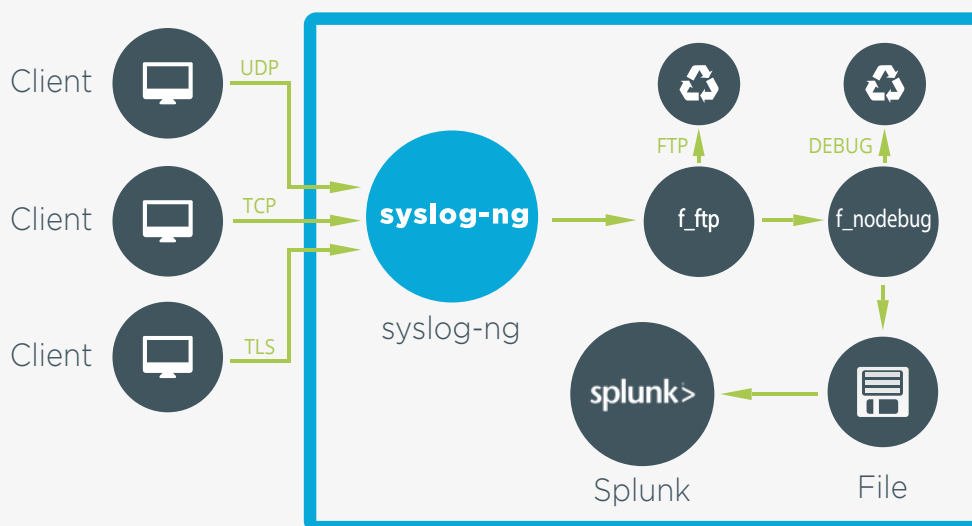 Client
UDP
Client
TCP
Client
TLS
syslog-ng
syslog-ng
FTP
DEBUG
f_ftp
f_nodebug
splunk>
Splunk
File